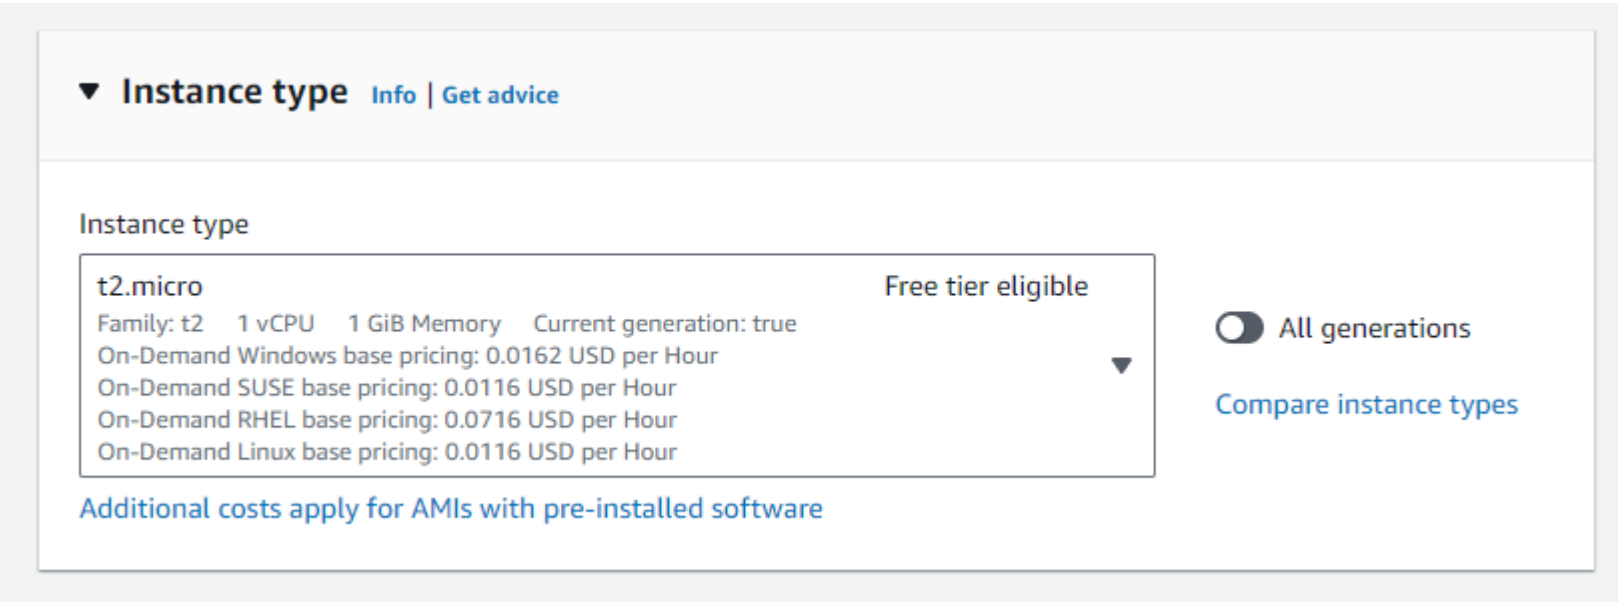 Instance type Info | Get advice
Instance type
t2.micro Free tier eligible
Family: t2 1 vCPU 1 GiB Memory Current generation: true
On-Demand Windows base pricing: 0.0162 USD per Hour
On-Demand SUSE base pricing: 0.0116 USD per Hour
On-Demand RHEL base pricing: 0.0716 USD per Hour
On-Demand Linux base pricing: 0.0116 USD per Hour
All generations
Compare instance types
Additional costs apply for AMIs with pre-installed software